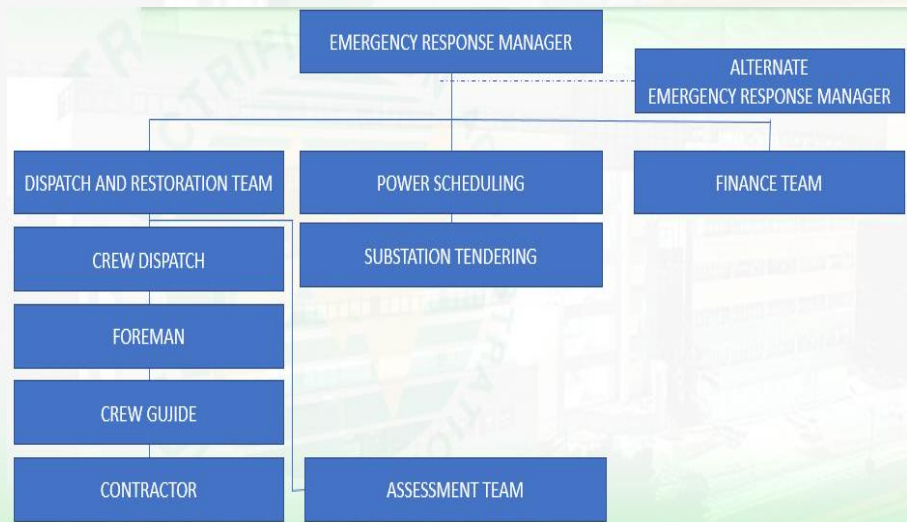 EMERGENCY RESPONSE MANAGER
ALTERNATE
EMERGENCY RESPONSE MANAGER
DISPATCH AND RESTORATION TEAM
POWER SCHEDULING
FINANCE TEAM
CREW DISPATCH
SUBSTATION TENDERING
FOREMAN
CREW GUJIDE
CONTRACTOR
ASSESSMENT TEAM